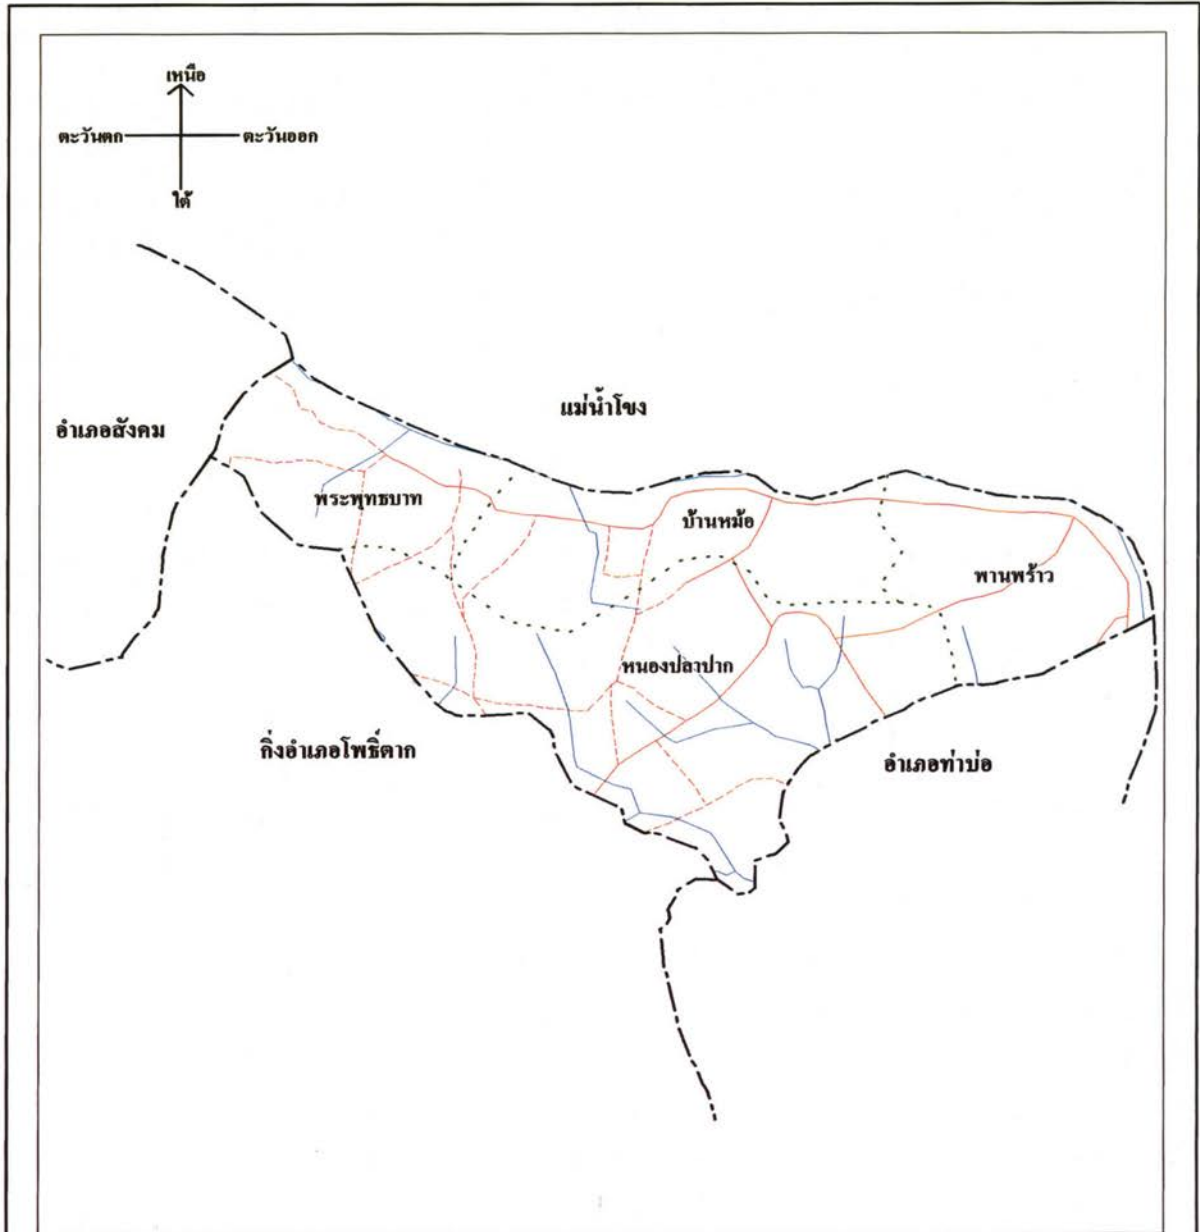 เหนือ
ตะวันตก
ตะวันออก
ใต้
แม่น้ำโขง
อำเภอสังคม
พระพุทธบาท
บ้านหม้อ
พานพร้าว
หนองปลาปาก
กิ่งอำเภอโพธิ์ตาก
อำเภอท่าบ่อ